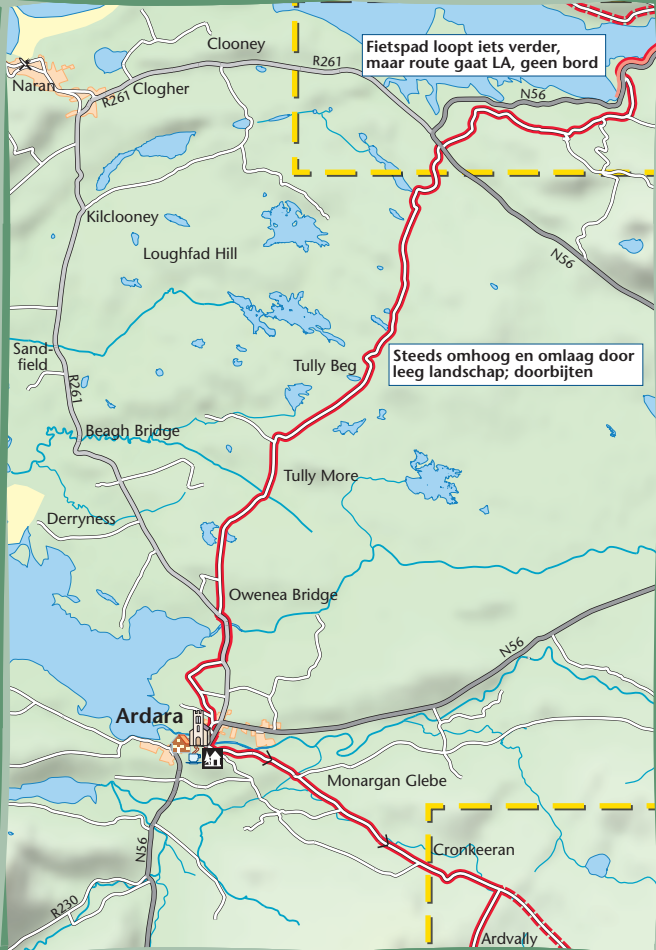 Clooney
R261
Fietspad loopt iets verder,
maar route gaat LA, geen bord
N56
Naran
R261
Clogher
Kilclooney
Loughfad Hill
N56
Sand-
field
R261
Tully Beg
Steeds omhoog en omlaag door
leeg landschap; doorbijten
Beagh Bridge
Tully More
Derryness
Owenea Bridge
N56
Ardara
Monargan Glebe
N56
Cronkeeran
R230
Ardvally